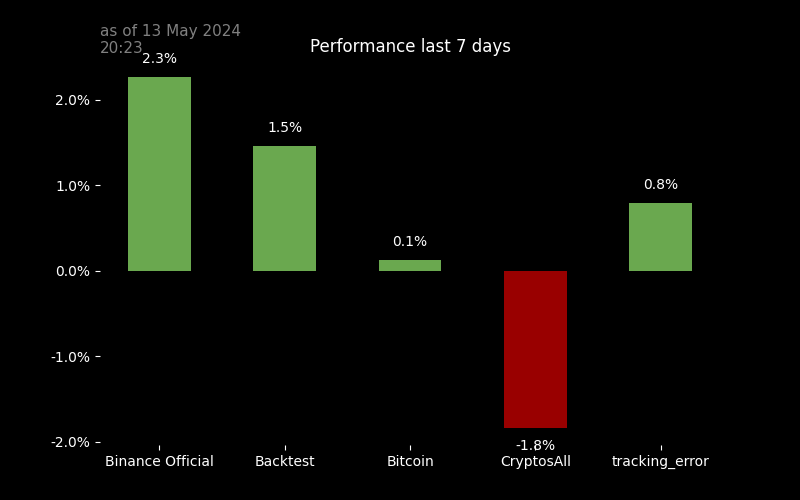 as of 13 May 2024
20:23
Performance last 7 days
2.3%
1.5%
0.1%
-1.8%
0.8%
2.0%
1.0%
0.0%
-1.0%
-2.0%
Binance Official
Backtest
Bitcoin
CryptosAll
tracking_error